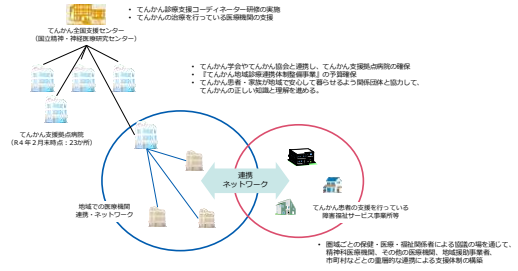 ・ てんかん診療支援コーディネーター研修の実施
・ てんかんの治療を行っている医療機関の支援
てんかん全国支援センター
(国立精神・神経医療研究センター)
・ てんかん学会やてんかん協会と連携し、てんかん支援拠点病院の確保
・ 『てんかん地域診療連携体制整備事業』の予算確保
・ てんかん患者・家族が地域で安心して暮らせるよう関係団体と協力して、
てんかんの正しい知識と理解を進める。
てんかん支援拠点病院
(R4年2月末時点：23か所)
連携
ネットワーク
地域での医療機関
連携・ネットワーク
てんかん患者の支援を行っている
障害福祉サービス事業所等
・ 圏域ごとの保健・医療・福祉関係者による協議の場を通じて、
精神科医療機関、その他の医療機関、地域援助事業者、
市町村などとの重層的な連携による支援体制の構築